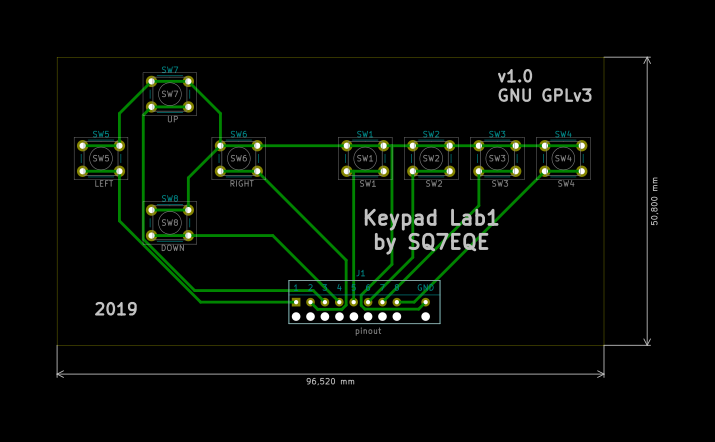 SW7
SW7
UP
v1.0
GNU GPLv3
SW5
SW5
LEFT
SW6
SW6
RIGHT
SW1
SW1
SW1
SW2
SW2
SW2
SW3
SW3
SW3
SW4
SW4
SW4
SW8
SW8
DOWN
Keypad Lab1
by SQ7EQE
50,800 mm
J1
1 2 3 4 5 6 7 8 GND
2019
pinout
96,520 mm